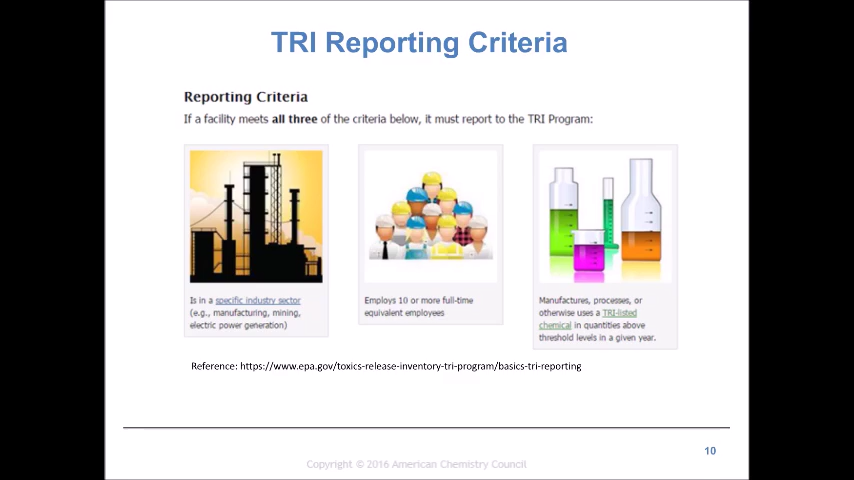 TRI Reporting Criteria
Reporting Criteria
If a facility meets all three of the criteria below, it must report to the TRI Program:
Is in a specific industry sector
(e.g., manufacturing, mining,
electric power generation)
Employs 10 or more full-time
equivalent employees
Manufactures, processes, or
otherwise uses a TRI-listed
chemical in quantities above
threshold levels in a given year.
Reference: https://www.epa.gov/toxics-release-inventory-tri-program/basics-tri-reporting
10
Copyright © 2016 American Chemistry Council